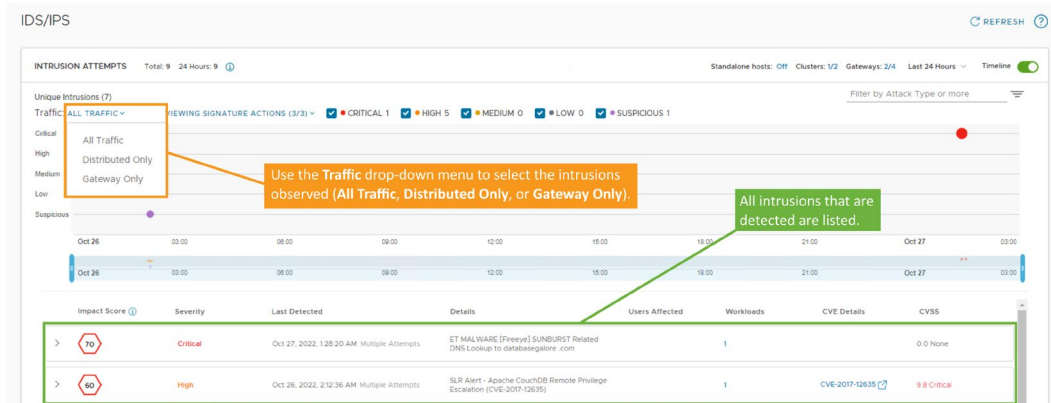 IDS/IPS
REFRESH
INTRUSION ATTEMPTS Total: 9 24 Hours: 9 Standalone hosts: Off Clusters: 1/2 Gateways: 2/4 Last 24 Hours Timeline
Unique Intrusions (7) Filter by Attack Type or more
Traffic: ALL TRAFFIC VIEWING SIGNATURE ACTIONS (3/3) CRITICAL 1 HIGH 5 MEDIUM 0 LOW 0 SUSPICIOUS 1
Critical
All Traffic
High
Distributed Only
Medium
Gateway Only
Low
Suspicious
Use the Traffic drop-down menu to select the intrusions
observed (All Traffic, Distributed Only, or Gateway Only).
All intrusions that are
detected are listed.
Oct 26 03:00 06:00 09:00 12:00 15:00 18:00 21:00 Oct 27 03:00
Oct 26 03:00 06:00 09:00 12:00 15:00 18:00 21:00 Oct 27 03:00
Impact Score Severity Last Detected Details Users Affected Workloads CVE Details CVSS
70 Critical Oct 27, 2022, 1:28:20 AM Multiple Attempts ET MALWARE [Fireeye] SUNBURST Related 1 0.0 None
DNS Lookup to databasegalore .com
60 High Oct 26, 2022, 2:12:36 AM Multiple Attempts SLR Alert - Apache CouchDB Remote Privilege 1 CVE-2017-12635 9.8 Critical
Escalation (CVE-2017-12635)